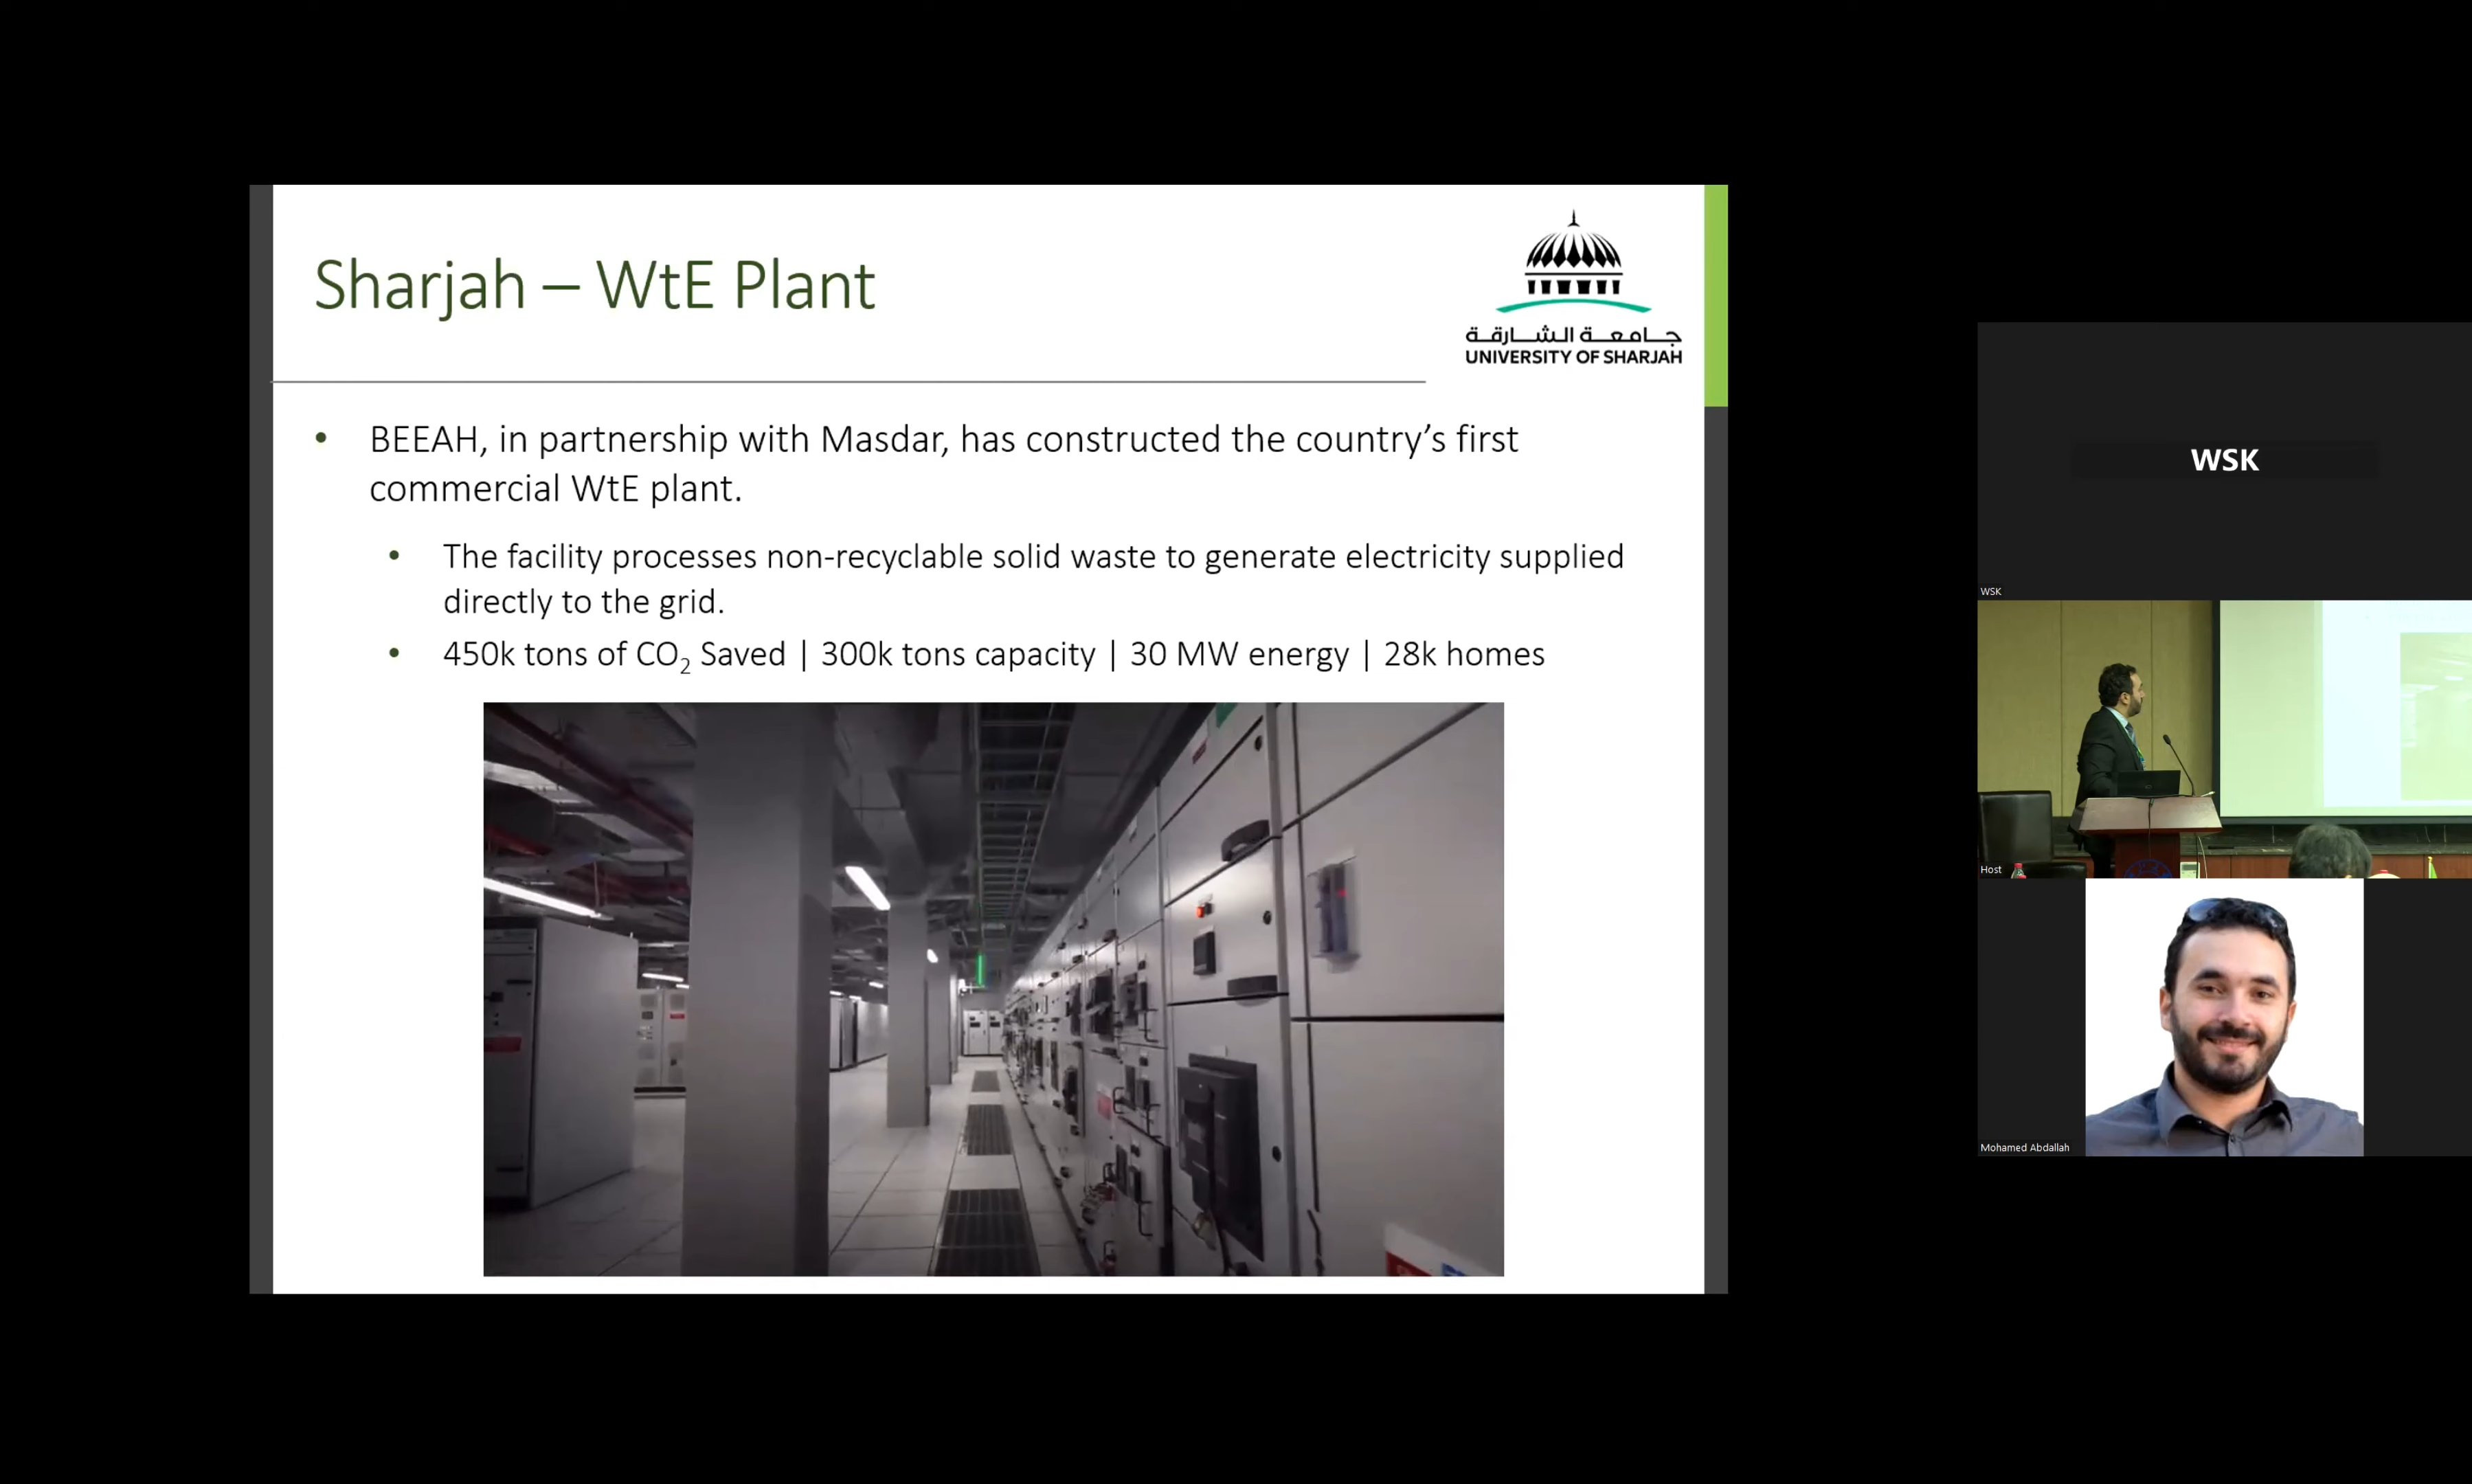 Sharjah – WtE Plant
جامعة الشارقة
UNIVERSITY OF SHARJAH
• BEEAH, in partnership with Masdar, has constructed the country’s first
commercial WtE plant.
• The facility processes non-recyclable solid waste to generate electricity supplied
directly to the grid.
• 450k tons of CO₂ Saved | 300k tons capacity | 30 MW energy | 28k homes
WSK
WSK
Host
Mohamed Abdallah